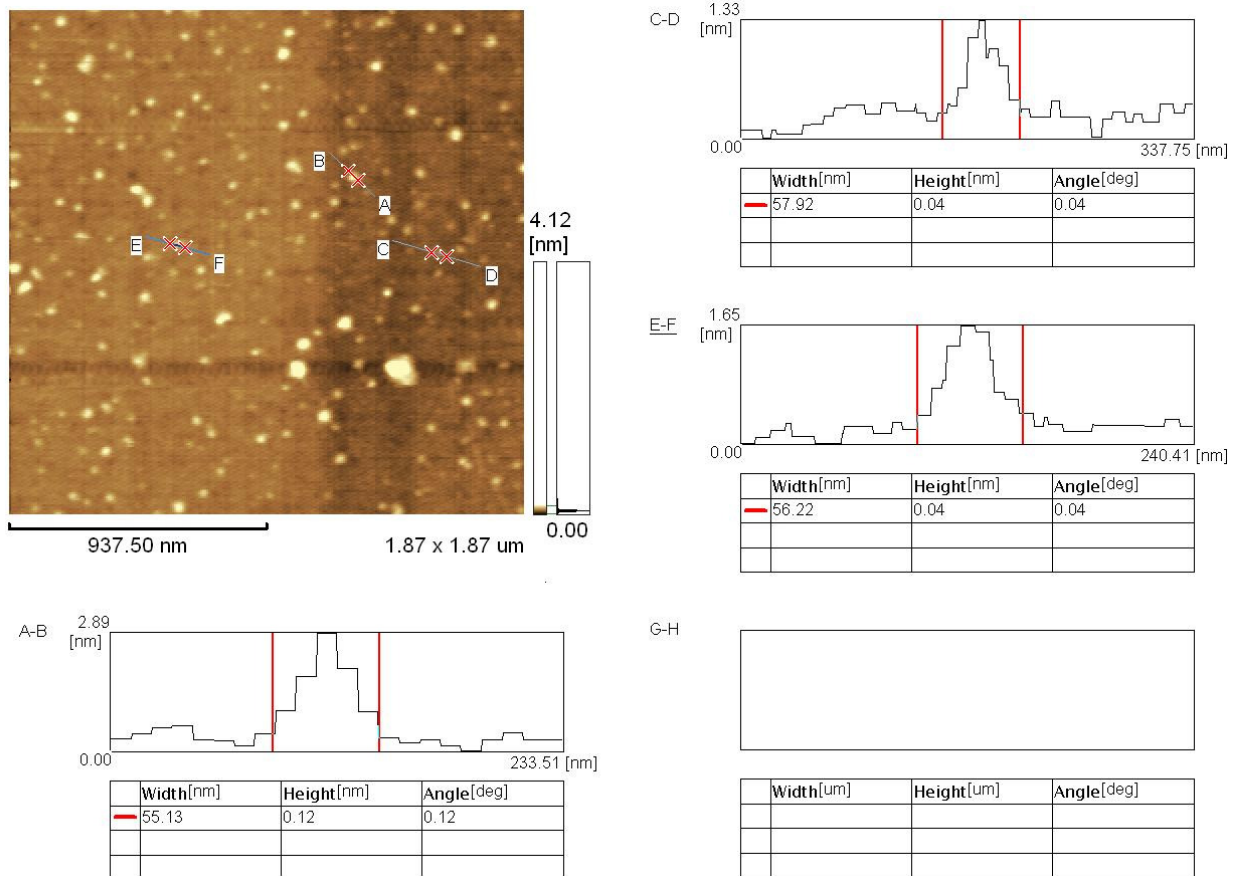 B
A
E
F
C
D
4.12
[nm]
0.00
937.50 nm
1.87 x 1.87 um
C-D
1.33
[nm]
0.00
337.75 [nm]
Width[nm] Height[nm] Angle[deg]
57.92 0.04 0.04
E-F
1.65
[nm]
0.00
240.41 [nm]
Width[nm] Height[nm] Angle[deg]
56.22 0.04 0.04
A-B
2.89
[nm]
0.00
233.51 [nm]
Width[nm] Height[nm] Angle[deg]
55.13 0.12 0.12
G-H
Width[um] Height[um] Angle[deg]